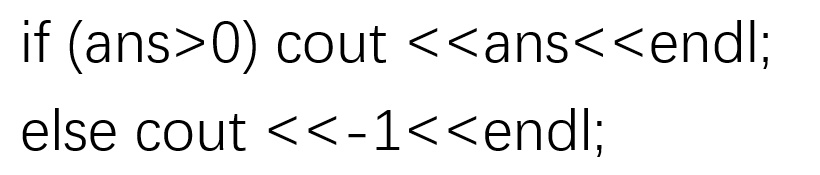 if (ans>0) cout <<ans<<endl;
else cout <<-1<<endl;